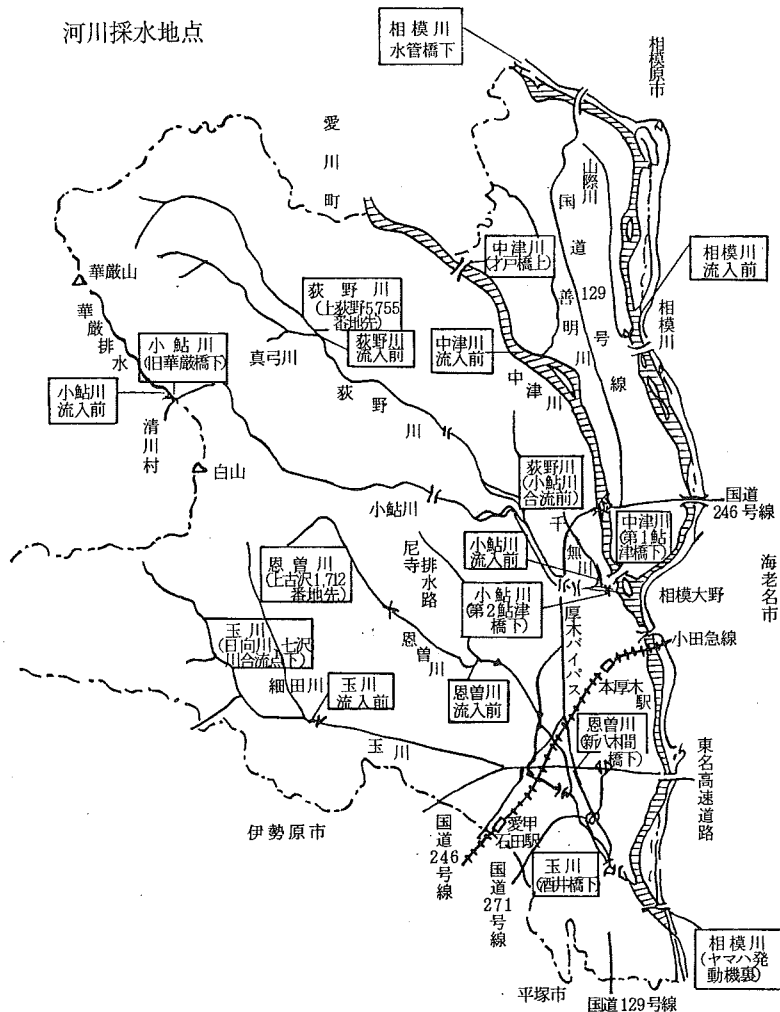 河川採水地点
相模川
水管橋下
相模原市
愛川町
山際川
国道129号線
善明川
中津川
(才戸橋上)
相模川
流入前
相模川
華厳山
華厳排水
荻野川
(上荻野5,755
番地先)
荻野川
流入前
真弓川
中津川
流入前
中津川
小鮎川
(旧華厳橋下)
小鮎川
流入前
清川村
荻野川
白山
荻野川
(小鮎川
合流前)
国道
246号線
小鮎川
千無川
中津川
(第1鮎
津橋下)
小鮎川
流入前
尼寺排水路
恩曽川
(上古沢1,712
番地先)
小鮎川
(第2鮎津
橋下)
相模大野
海老名市
厚木バイパス
小田急線
玉川
(日向川、七沢
川合流点下)
恩曽川
本厚木
駅
細田川
玉川
流入前
恩曽川
流入前
恩曽川
(新八木間
橋下)
東名高速道路
玉川
伊勢原市
国道246号線
愛甲
石田駅
国道271号線
玉川
(酒井橋下)
相模川
(ヤマハ発
動機裏)
平塚市
国道129号線